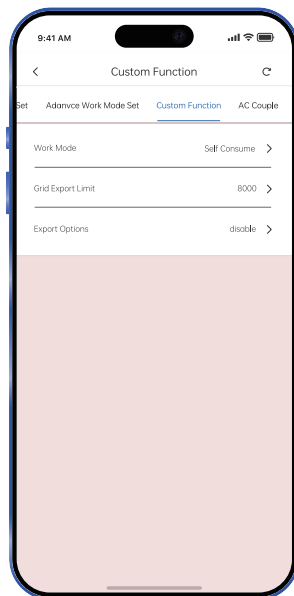 9:41 AM
Custom Function
Set Adanvce Work Mode Set Custom Function AC Couple
Work Mode Self Consume
Grid Export Limit 8000
Export Options disable